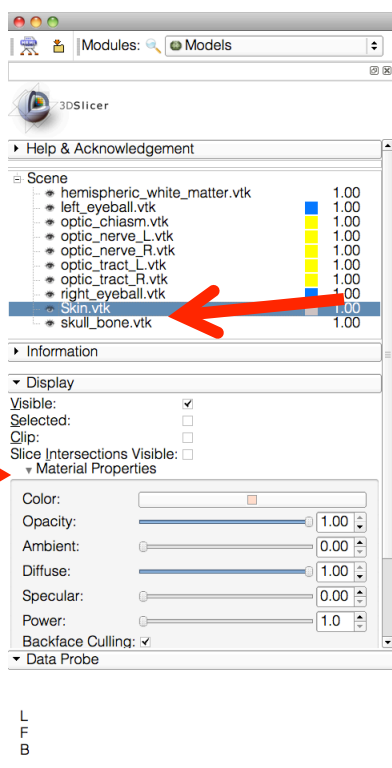 Modules: Models
3DSlicer
Help & Acknowledgement
Scene
hemispheric_white_matter.vtk 1.00
left_eyeball.vtk 1.00
optic_chiasm.vtk 1.00
optic_nerve_L.vtk 1.00
optic_nerve_R.vtk 1.00
optic_tract_L.vtk 1.00
optic_tract_R.vtk 1.00
right_eyeball.vtk 1.00
Skin.vtk 1.00
skull_bone.vtk 1.00
Information
Display
Visible:
Selected:
Clip:
Slice Intersections Visible:
Material Properties
Color:
Opacity: 1.00
Ambient: 0.00
Diffuse: 1.00
Specular: 0.00
Power: 1.0
Backface Culling:
Data Probe
L
F
B